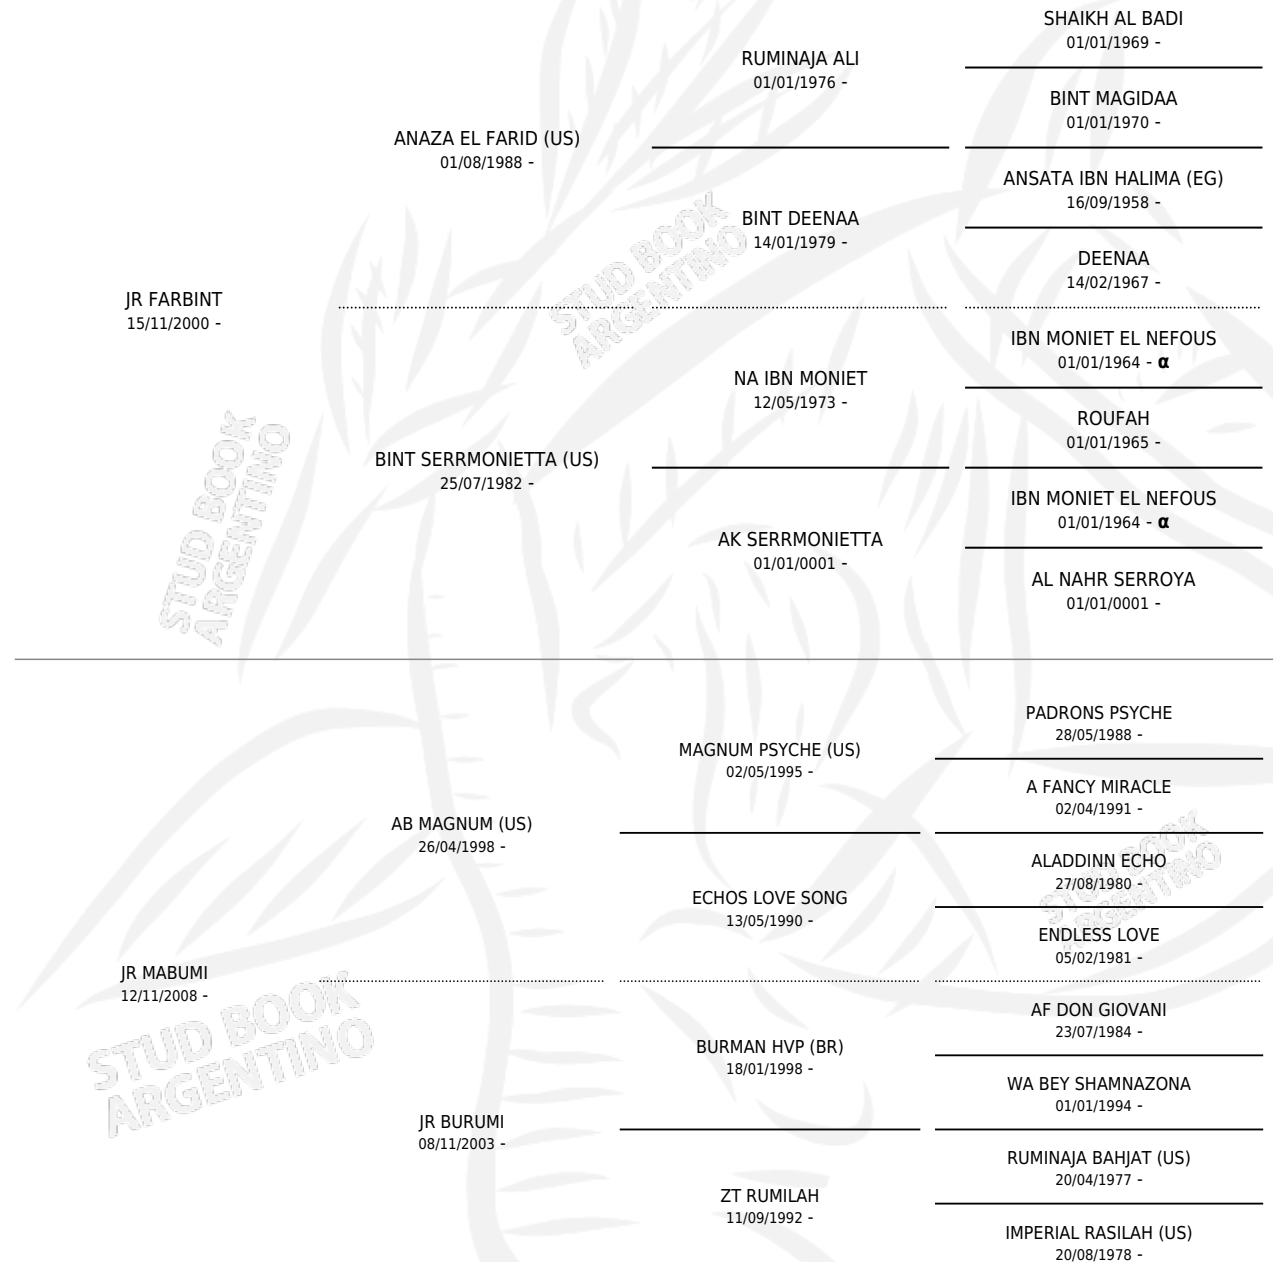 SHAIKH AL BADI
01/01/1969 -
RUMINAJA ALI
01/01/1976 -
BINT MAGIDAA
01/01/1970 -
ANAZA EL FARID (US)
01/08/1988 -
ANSATA IBN HALIMA (EG)
16/09/1958 -
BINT DEENAA
14/01/1979 -
DEENAA
14/02/1967 -
JR FARBINT
15/11/2000 -
IBN MONIET EL NEFOUS
01/01/1964 - α
NA IBN MONIET
12/05/1973 -
ROUFAH
01/01/1965 -
BINT SERRMONIETTA (US)
25/07/1982 -
IBN MONIET EL NEFOUS
01/01/1964 - α
AK SERRMONIETTA
01/01/0001 -
AL NAHR SERROYA
01/01/0001 -
PADRONS PSYCHE
28/05/1988 -
MAGNUM PSYCHE (US)
02/05/1995 -
A FANCY MIRACLE
02/04/1991 -
AB MAGNUM (US)
26/04/1998 -
ALADDINN ECHO
27/08/1980 -
ECHOS LOVE SONG
13/05/1990 -
ENDLESS LOVE
05/02/1981 -
JR MABUMI
12/11/2008 -
AF DON GIOVANI
23/07/1984 -
BURMAN HVP (BR)
18/01/1998 -
WA BEY SHAMNAZONA
01/01/1994 -
JR BURUMI
08/11/2003 -
RUMINAJA BAHJAT (US)
20/04/1977 -
ZT RUMILAH
11/09/1992 -
IMPERIAL RASILAH (US)
20/08/1978 -
STUD BOOK
ARGENTINO
STUD BOOK
ARGENTINO
STUD BOOK
ARGENTINO
STUD BOOK
ARGENTINO